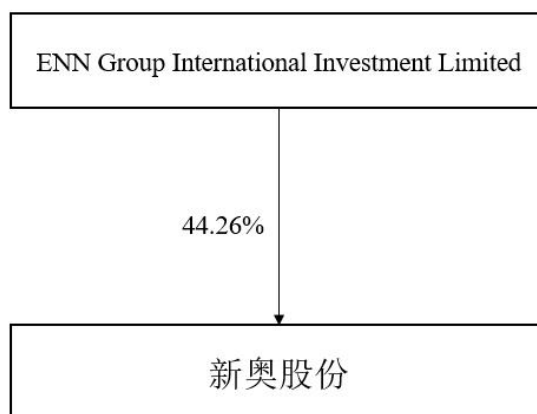 ENN Group International Investment Limited
44.26%
新奥股份